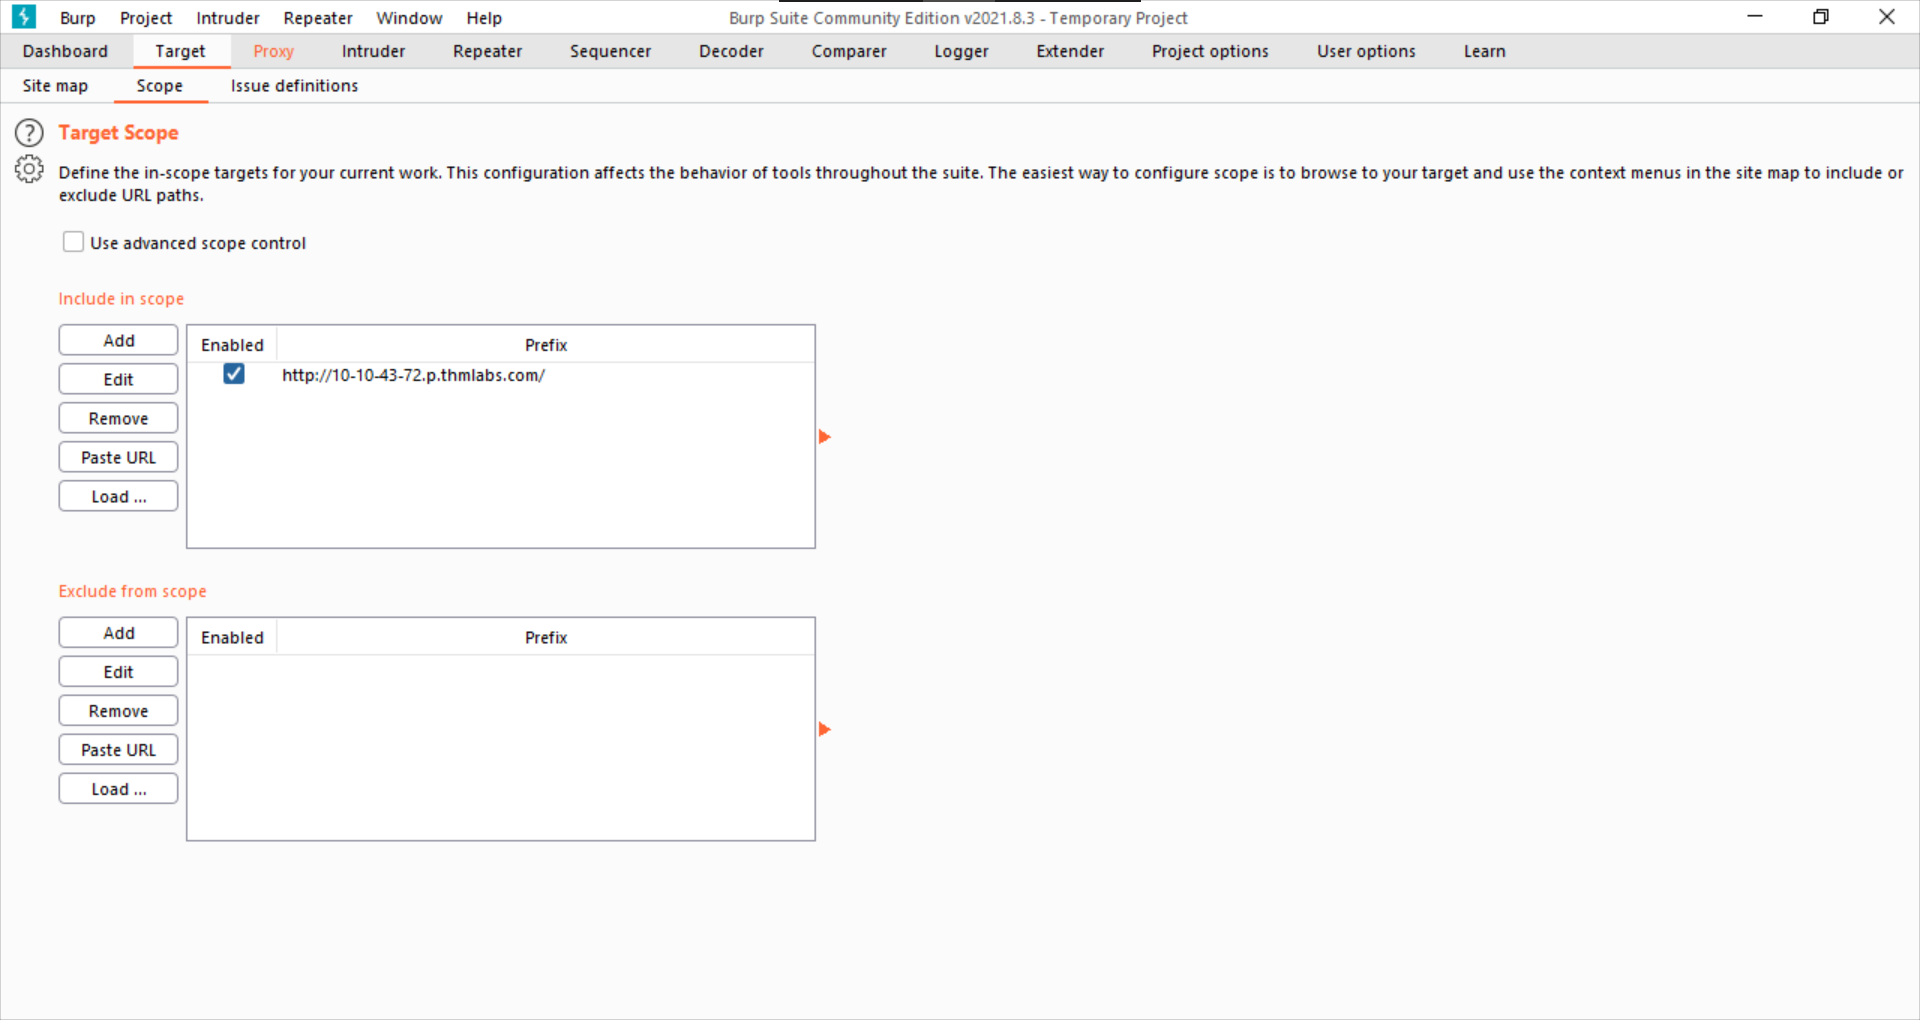 Burp Project Intruder Repeater Window Help Burp Suite Community Edition v2021.8.3 - Temporary Project
Dashboard Target Proxy Intruder Repeater Sequencer Decoder Comparer Logger Extender Project options User options Learn
Site map Scope Issue definitions
? Target Scope
Define the in-scope targets for your current work. This configuration affects the behavior of tools throughout the suite. The easiest way to configure scope is to browse to your target and use the context menus in the site map to include or
exclude URL paths.
Use advanced scope control
Include in scope
Add
Edit
Remove
Paste URL
Load ...
Enabled Prefix
http://10-10-43-72.p.thmlabs.com/
Exclude from scope
Add
Edit
Remove
Paste URL
Load ...
Enabled Prefix